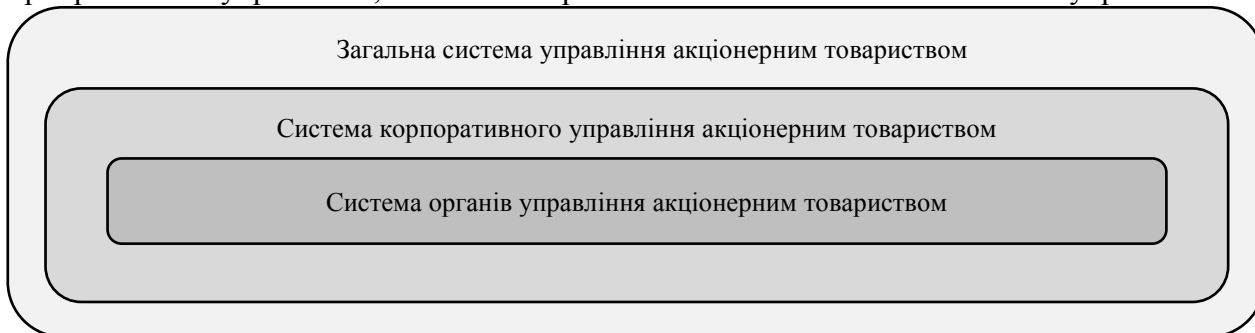 Загальна система управління акціонерним товариством
Система корпоративного управління акціонерним товариством
Система органів управління акціонерним товариством